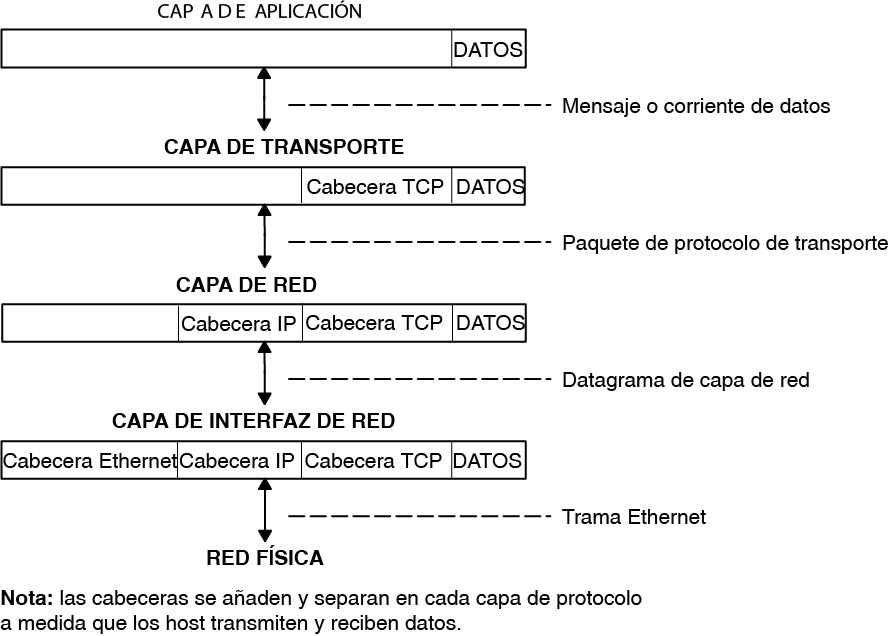 CAPA DE APLICACIÓN
DATOS
Mensaje o corriente de datos
CAPA DE TRANSPORTE
Cabecera TCP DATOS
Paquete de protocolo de transporte
CAPA DE RED
Cabecera IP Cabecera TCP DATOS
Datagrama de capa de red
CAPA DE INTERFAZ DE RED
Cabecera Ethernet Cabecera IP Cabecera TCP DATOS
Trama Ethernet
RED FÍSICA
Nota: las cabeceras se añaden y separan en cada capa de protocolo
a medida que los host transmiten y reciben datos.